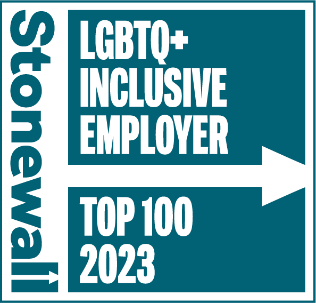 Stonewall
LGBTQ+
INCLUSIVE
EMPLOYER
TOP 100
2023